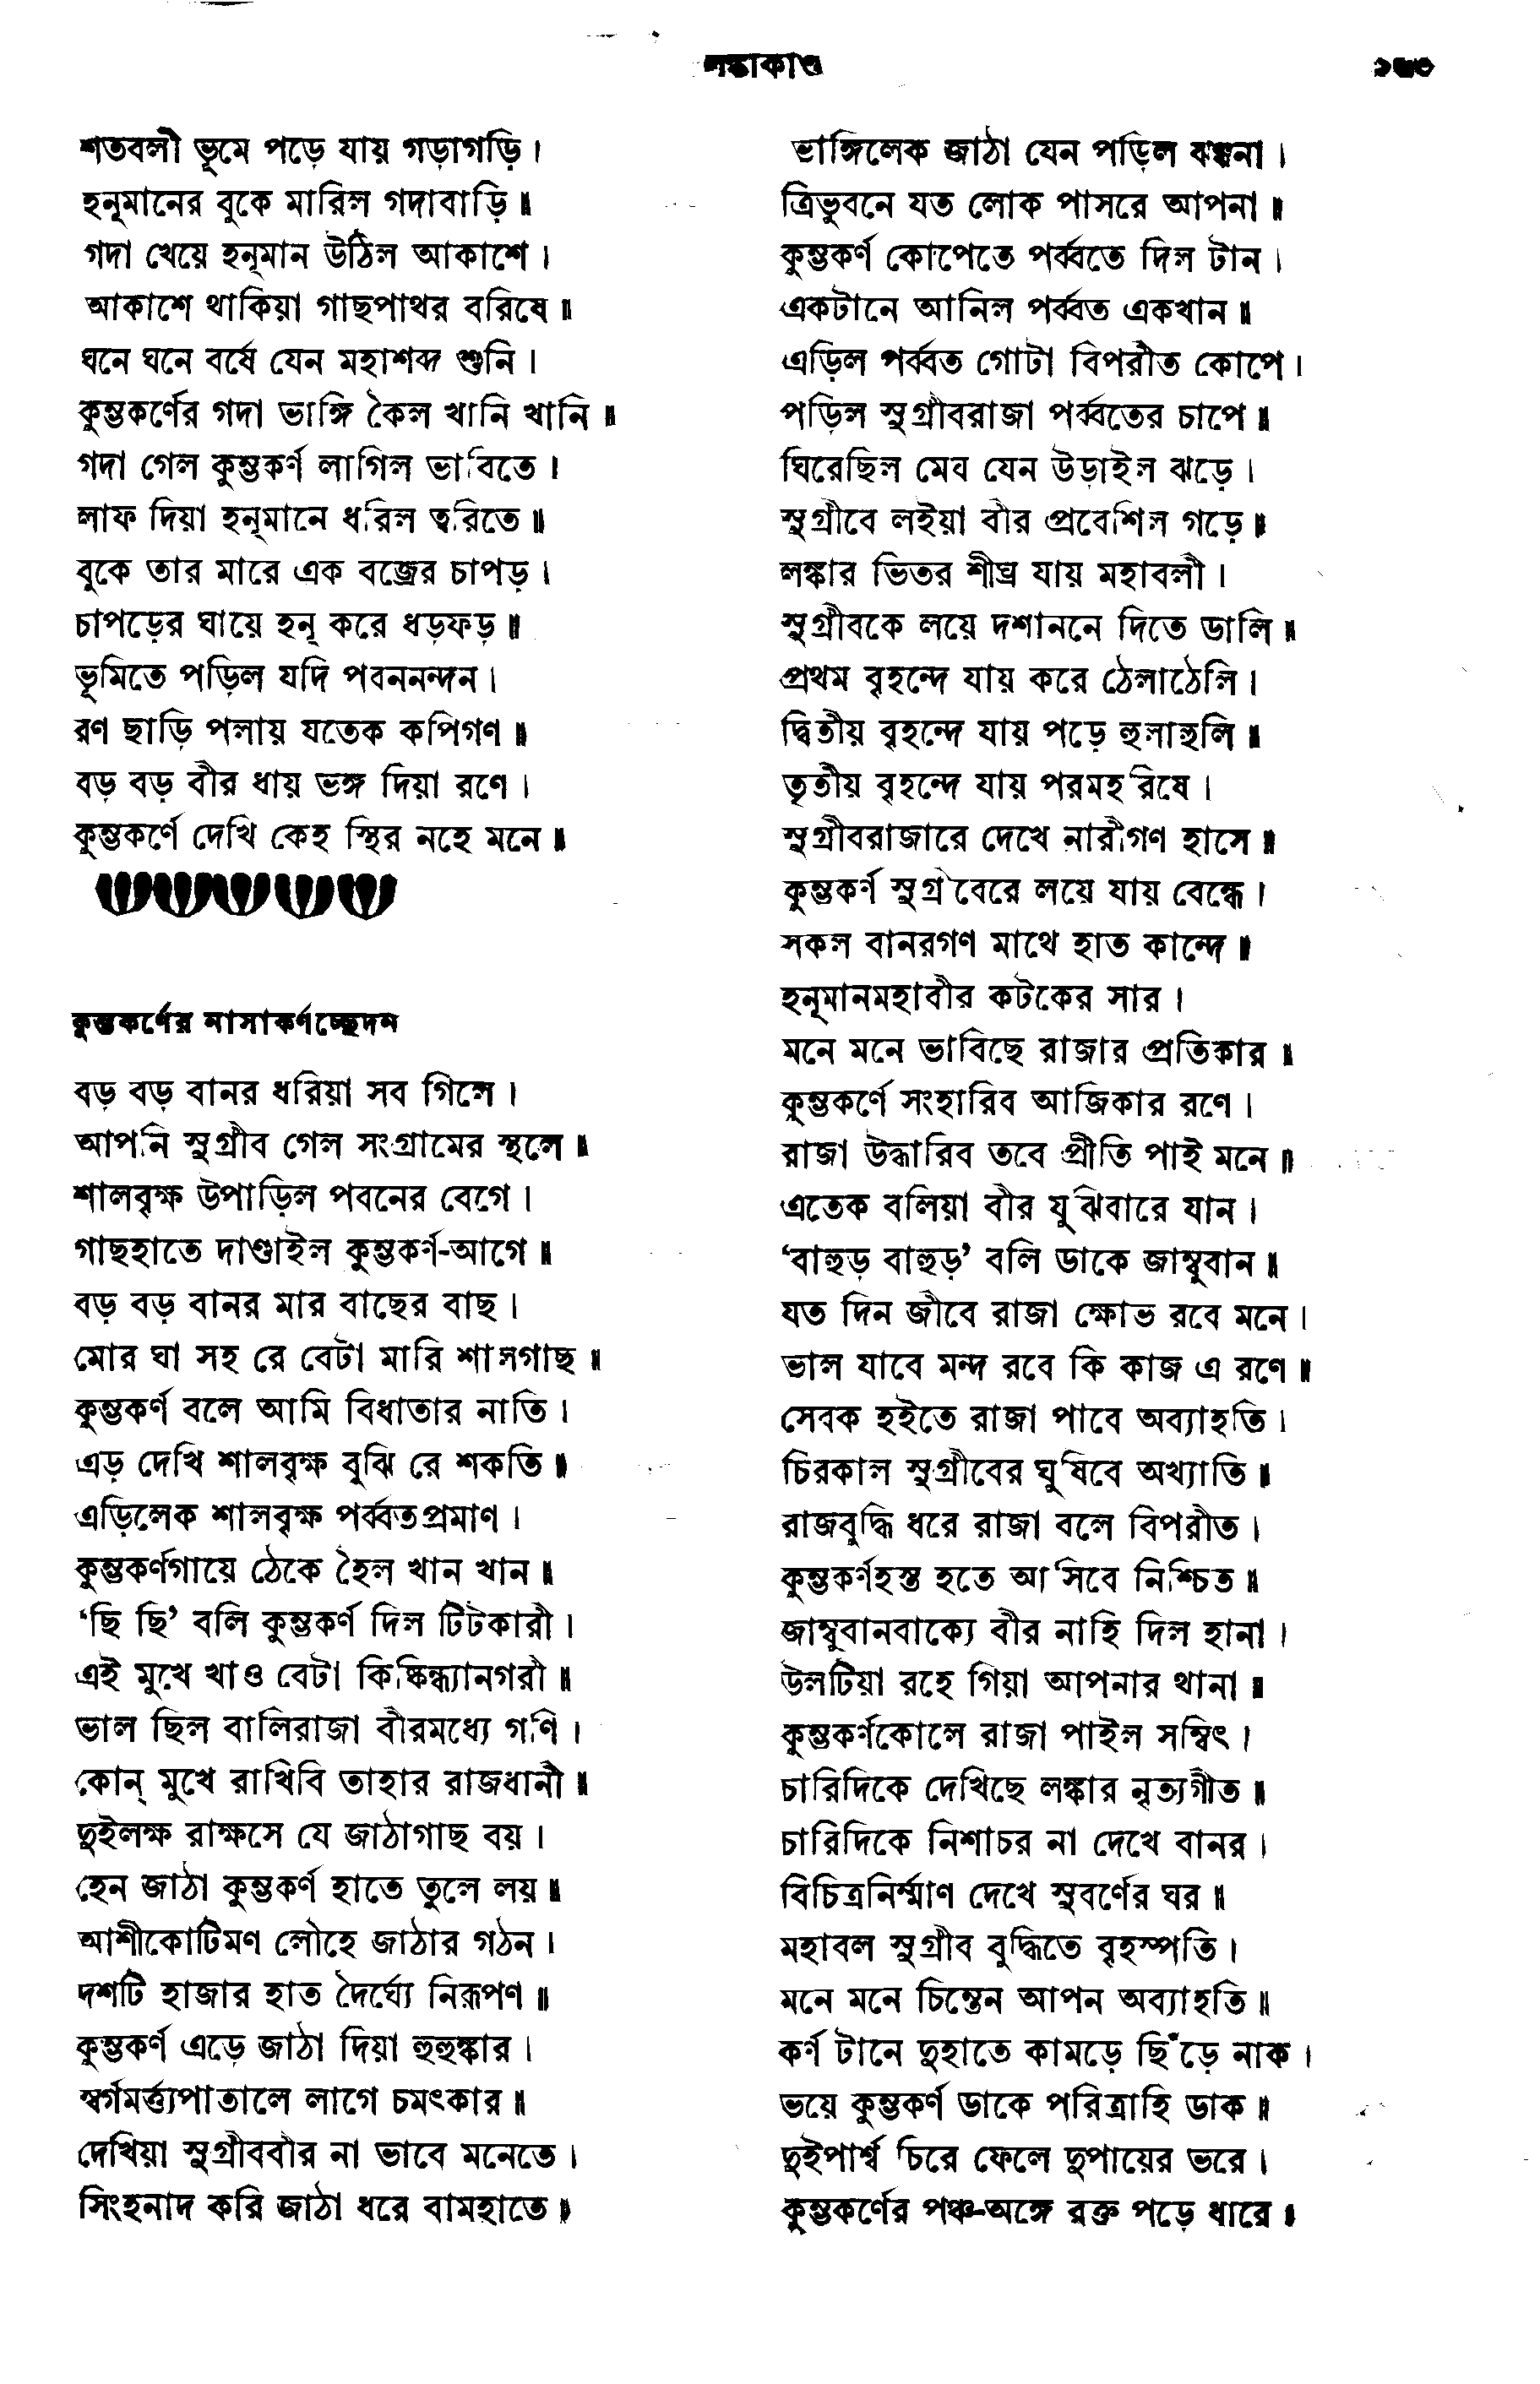 লঙ্কাকাণ্ড
শতবলী ভূমে পড়ে যায় গড়াগড়ি।
হনূমানের বুকে মারিল গদাবাড়ি॥
গদা খেয়ে হনূমান উঠিল আকাশে।
আকাশে থাকিয়া গাছপাথর বরিষে॥
ঘনে ঘনে বর্ষে যেন মহাশব্দ শুনি।
কুম্ভকর্ণের গদা ভাঙ্গি কৈল খানি খানি॥
গদা গেল কুম্ভকর্ণ লাগিল ভাবিতে।
লাফ দিয়া হনূমানে ধরিল ত্বরিতে॥
বুকে তার মারে এক বজ্রের চাপড়।
চাপড়ের ঘায়ে হনূ করে ধড়ফড়॥
ভূমিতে পড়িল যদি পবননন্দন।
রণ ছাড়ি পলায় যতেক কপিগণ॥
বড় বড় বীর ধায় ভঙ্গ দিয়া রণে।
কুম্ভকর্ণে দেখি কেহ স্থির নহে মনে॥
কুম্ভকর্ণের নাসাকর্ণচ্ছেদন
বড় বড় বানর ধরিয়া সব গিলে।
আপনি সুগ্রীব গেল সংগ্রামের স্থলে॥
শালবৃক্ষ উপাড়িল পবনের বেগে।
গাছহাতে দাণ্ডাইল কুম্ভকর্ণ-আগে॥
বড় বড় বানর মার বাছের বাছ।
মোর ঘা সহ রে বেটা মারি শালগাছ॥
কুম্ভকর্ণ বলে আমি বিধাতার নাতি।
এড় দেখি শালবৃক্ষ বুঝি রে শকতি॥
এড়িলেক শালবৃক্ষ পর্ব্বতপ্রমাণ।
কুম্ভকর্ণগায়ে ঠেকে হৈল খান খান॥
‘ছি ছি’ বলি কুম্ভকর্ণ দিল টিটকারী।
এই মুখে খাও বেটা কিষ্কিন্ধ্যানগরী॥
ভাল ছিল বালিরাজা বীরমধ্যে গণি।
কোন্ মুখে রাখিবি তাহার রাজধানী॥
দুইলক্ষ রাক্ষসে যে জাঠাগাছ বয়।
হেন জাঠা কুম্ভকর্ণ হাতে তুলে লয়॥
আশীকোটিমণ লৌহে জাঠার গঠন।
দশটি হাজার হাত দৈর্ঘ্যে নিরূপণ॥
কুম্ভকর্ণ এড়ে জাঠা দিয়া হুহুঙ্কার।
স্বর্গমর্ত্ত্যপাতালে লাগে চমৎকার॥
দেখিয়া সুগ্রীববীর না ভাবে মনেতে।
সিংহনাদ করি জাঠা ধরে বামহাতে॥
ভাঙ্গিলেক জাঠা যেন পড়িল ঝঞ্ঝনা।
ত্রিভুবনে যত লোক পাসরে আপনা॥
কুম্ভকর্ণ কোপেতে পর্ব্বতে দিল টান।
একটানে আনিল পর্ব্বত একখান॥
এড়িল পর্ব্বত গোটা বিপরীত কোপে।
পড়িল সুগ্রীবরাজা পর্ব্বতের চাপে॥
ঘিরেছিল মেঘ যেন উড়াইল ঝড়ে।
সুগ্রীবে লইয়া বীর প্রবেশিল গড়ে॥
লঙ্কার ভিতর শীঘ্র যায় মহাবলী।
সুগ্রীবকে লয়ে দশাননে দিতে ডালি॥
প্রথম বৃহন্দে যায় করে ঠেলাঠেলি।
দ্বিতীয় বৃহন্দে যায় পড়ে হুলাহুলি॥
তৃতীয় বৃহন্দে যায় পরমহরিষে।
সুগ্রীবরাজারে দেখে নারীগণ হাসে॥
কুম্ভকর্ণ সুগ্রীবেরে লয়ে যায় বেন্ধে।
সকল বানরগণ মাথে হাত কান্দে॥
হনূমানমহাবীর কটকের সার।
মনে মনে ভাবিছে রাজার প্রতিকার॥
কুম্ভকর্ণে সংহারিব আজিকার রণে।
রাজা উদ্ধারিব তবে প্রীতি পাই মনে॥
এতেক বলিয়া বীর যুঝিবারে যান।
‘বাহুড় বাহুড়’ বলি ডাকে জাম্বুবান॥
যত দিন জীবে রাজা ক্ষোভ রবে মনে।
ভাল যাবে মন্দ রবে কি কাজ এ রণে॥
সেবক হইতে রাজা পাবে অব্যাহতি।
চিরকাল সুগ্রীবের ঘুষিবে অখ্যাতি॥
রাজবুদ্ধি ধরে রাজা বলে বিপরীত।
কুম্ভকর্ণহস্ত হতে আসিবে নিশ্চিত॥
জাম্বুবানবাক্যে বীর নাহি দিল হানা।
উলটিয়া রহে গিয়া আপনার থানা॥
কুম্ভকর্ণকোলে রাজা পাইল সম্বিৎ।
চারিদিকে দেখিছে লঙ্কার নৃত্যগীত॥
চারিদিকে নিশাচর না দেখে বানর।
বিচিত্রনির্ম্মাণ দেখে সুবর্ণের ঘর॥
মহাবল সুগ্রীব বুদ্ধিতে বৃহস্পতি।
মনে মনে চিন্তেন আপন অব্যাহতি॥
কর্ণ টানে দুহাতে কামড়ে ছিঁড়ে নাক।
ভয়ে কুম্ভকর্ণ ডাকে পরিত্রাহি ডাক॥
দুইপার্শ্ব চিরে ফেলে দুপায়ের ভরে।
কুম্ভকর্ণের পঞ্চ-অঙ্গে রক্ত পড়ে ধারে॥